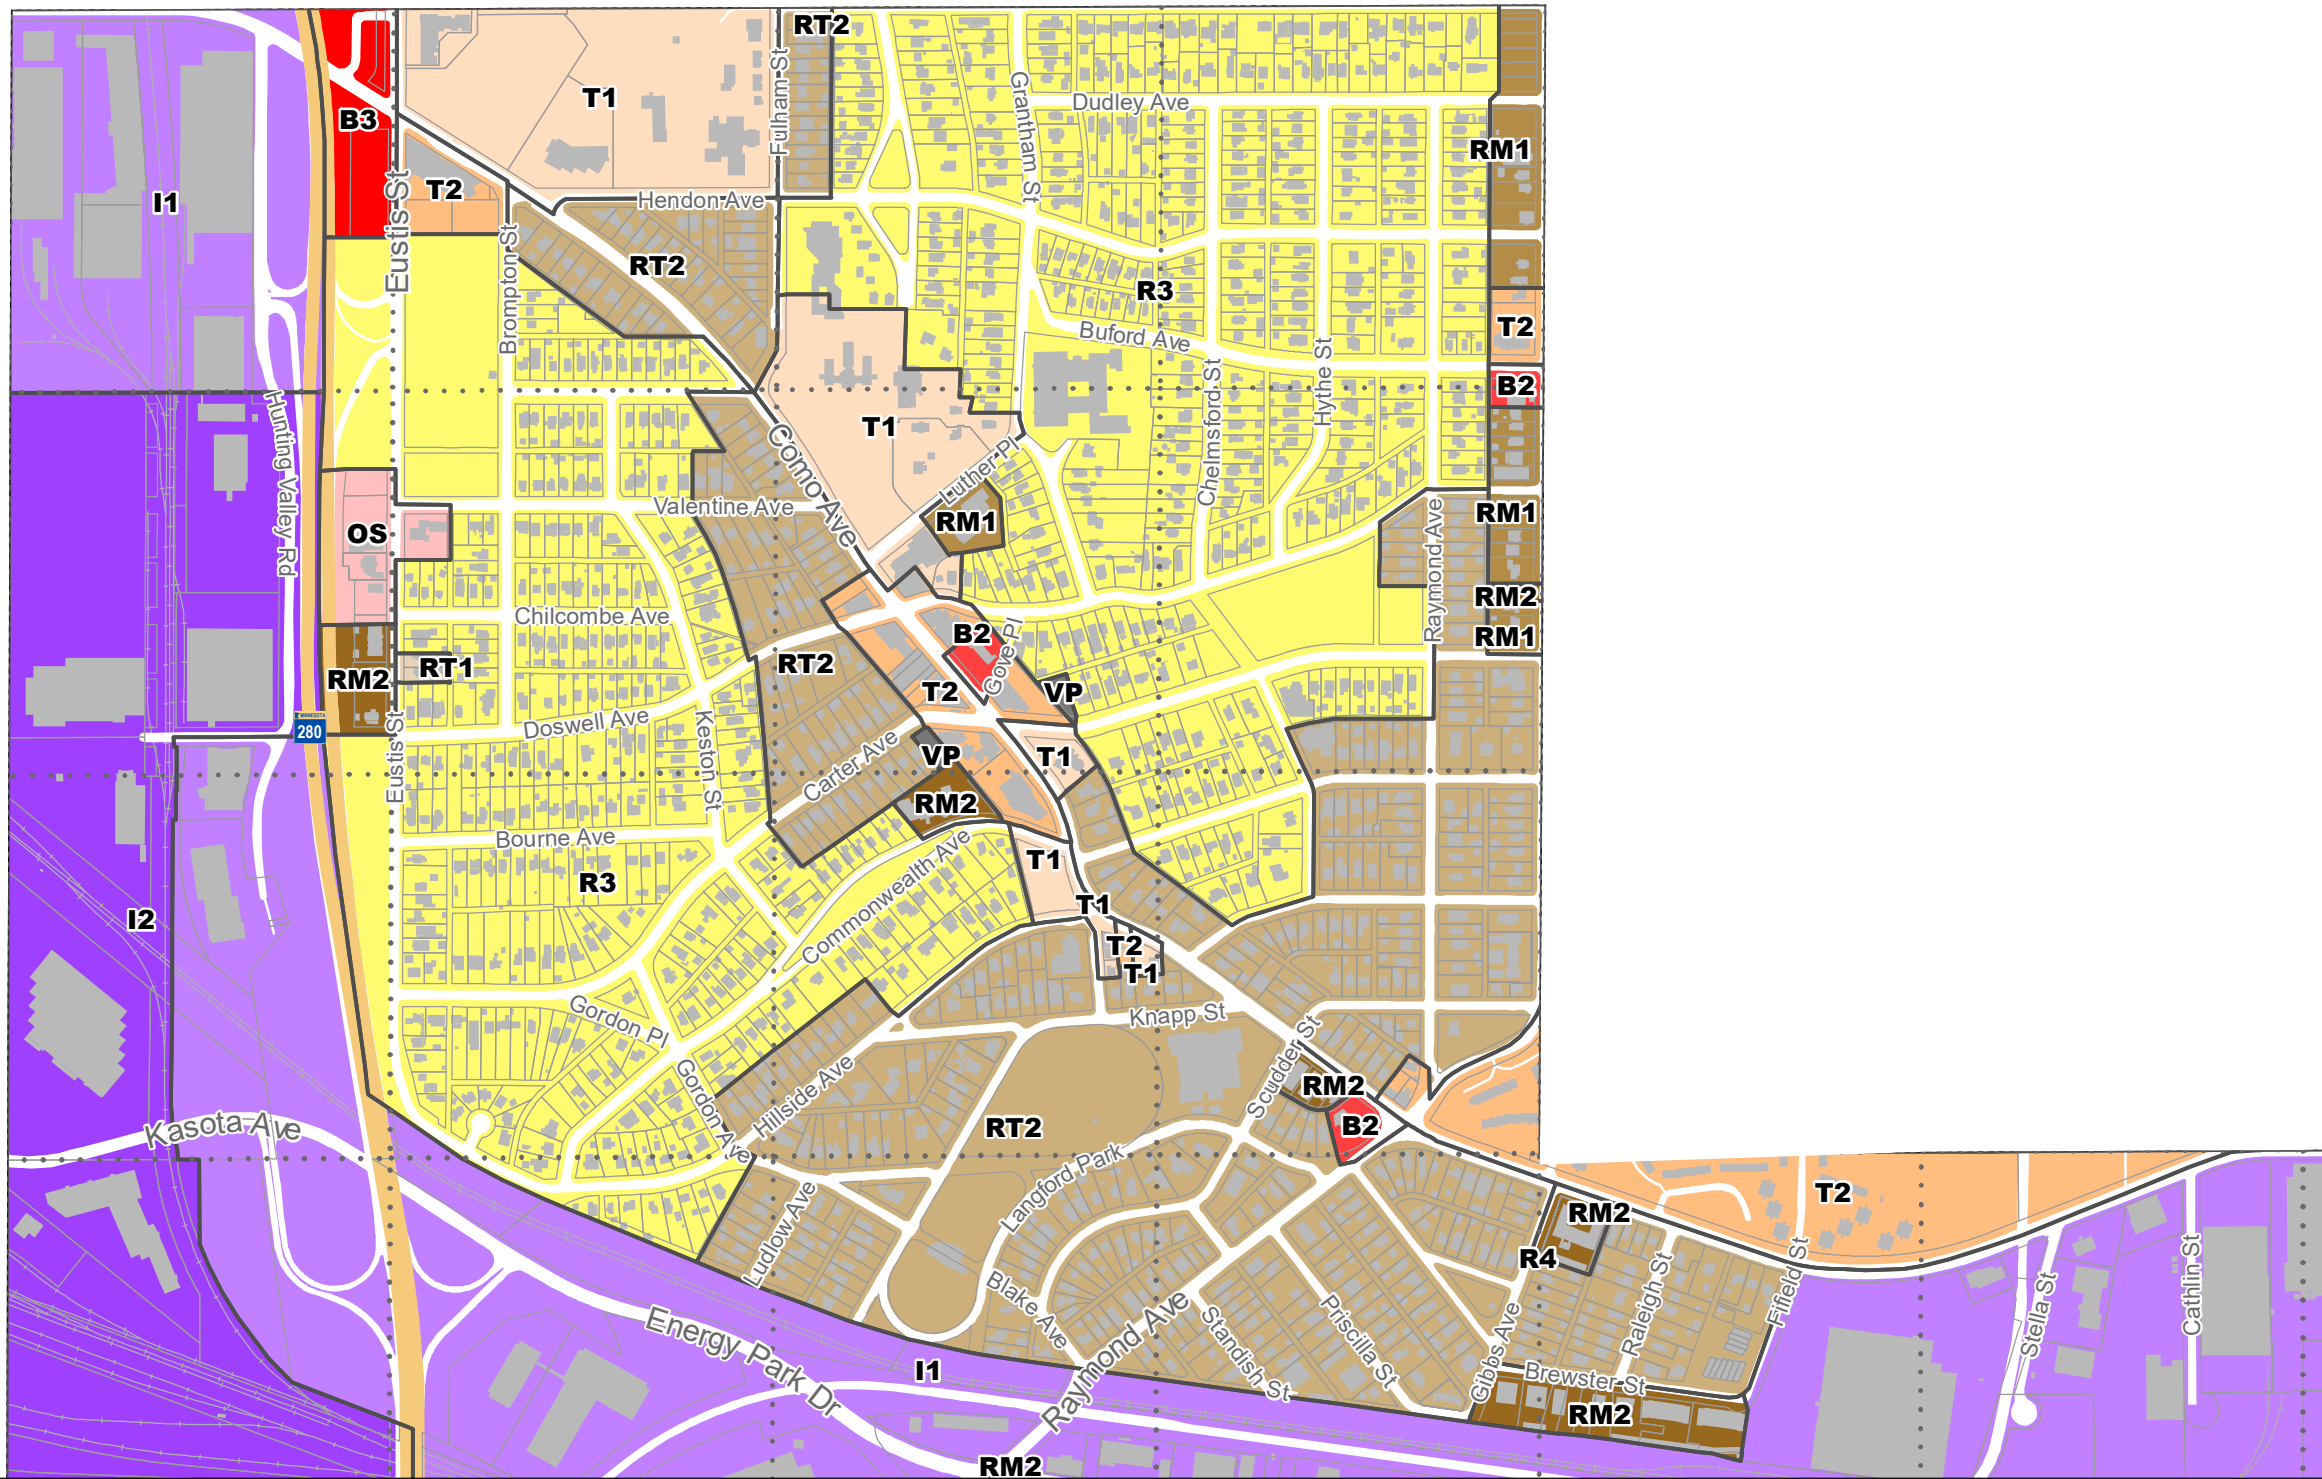 RT2
T1
Fulham St
Grantham St
Dudley Ave
B3
RM1
I1
Eustis St
T2
Hendon Ave
Brompton St
RT2
R3
T2
Buford Ave
Hythe St
Chelmsford St
B2
Hunting Valley Rd
Como Ave
T1
Luther Pl
Valentine Ave
RM1
RM1
OS
Raymond Ave
RM2
Chilcombe Ave
B2
Gove Pl
RM1
RT2
RT1
RM2
T2
VP
MINNESOTA
280
Eustis St
Doswell Ave
Keston St
Carter Ave
VP
T1
RM2
Bourne Ave
Commonwealth Ave
T1
R3
I2
T1
T2
T1
Gordon Pl
Knapp St
Scudder St
Gordon Ave
Hillside Ave
RM2
B2
RT2
Kasota Ave
Langford Park
T2
Ludlow Ave
RM2
R4
Blake Ave
Raymond Ave
Standish St
Priscilla St
Gibbs Ave
Raleigh St
Fifield St
Stella St
Cathlin St
Energy Park Dr
I1
Brewster St
RM2
RM2